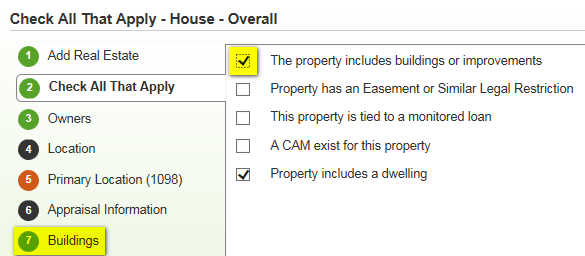 Check All That Apply - House - Overall
1 Add Real Estate
2 Check All That Apply
3 Owners
4 Location
5 Primary Location (1098)
6 Appraisal Information
7 Buildings
The property includes buildings or improvements
Property has an Easement or Similar Legal Restriction
This property is tied to a monitored loan
A CAM exist for this property
Property includes a dwelling